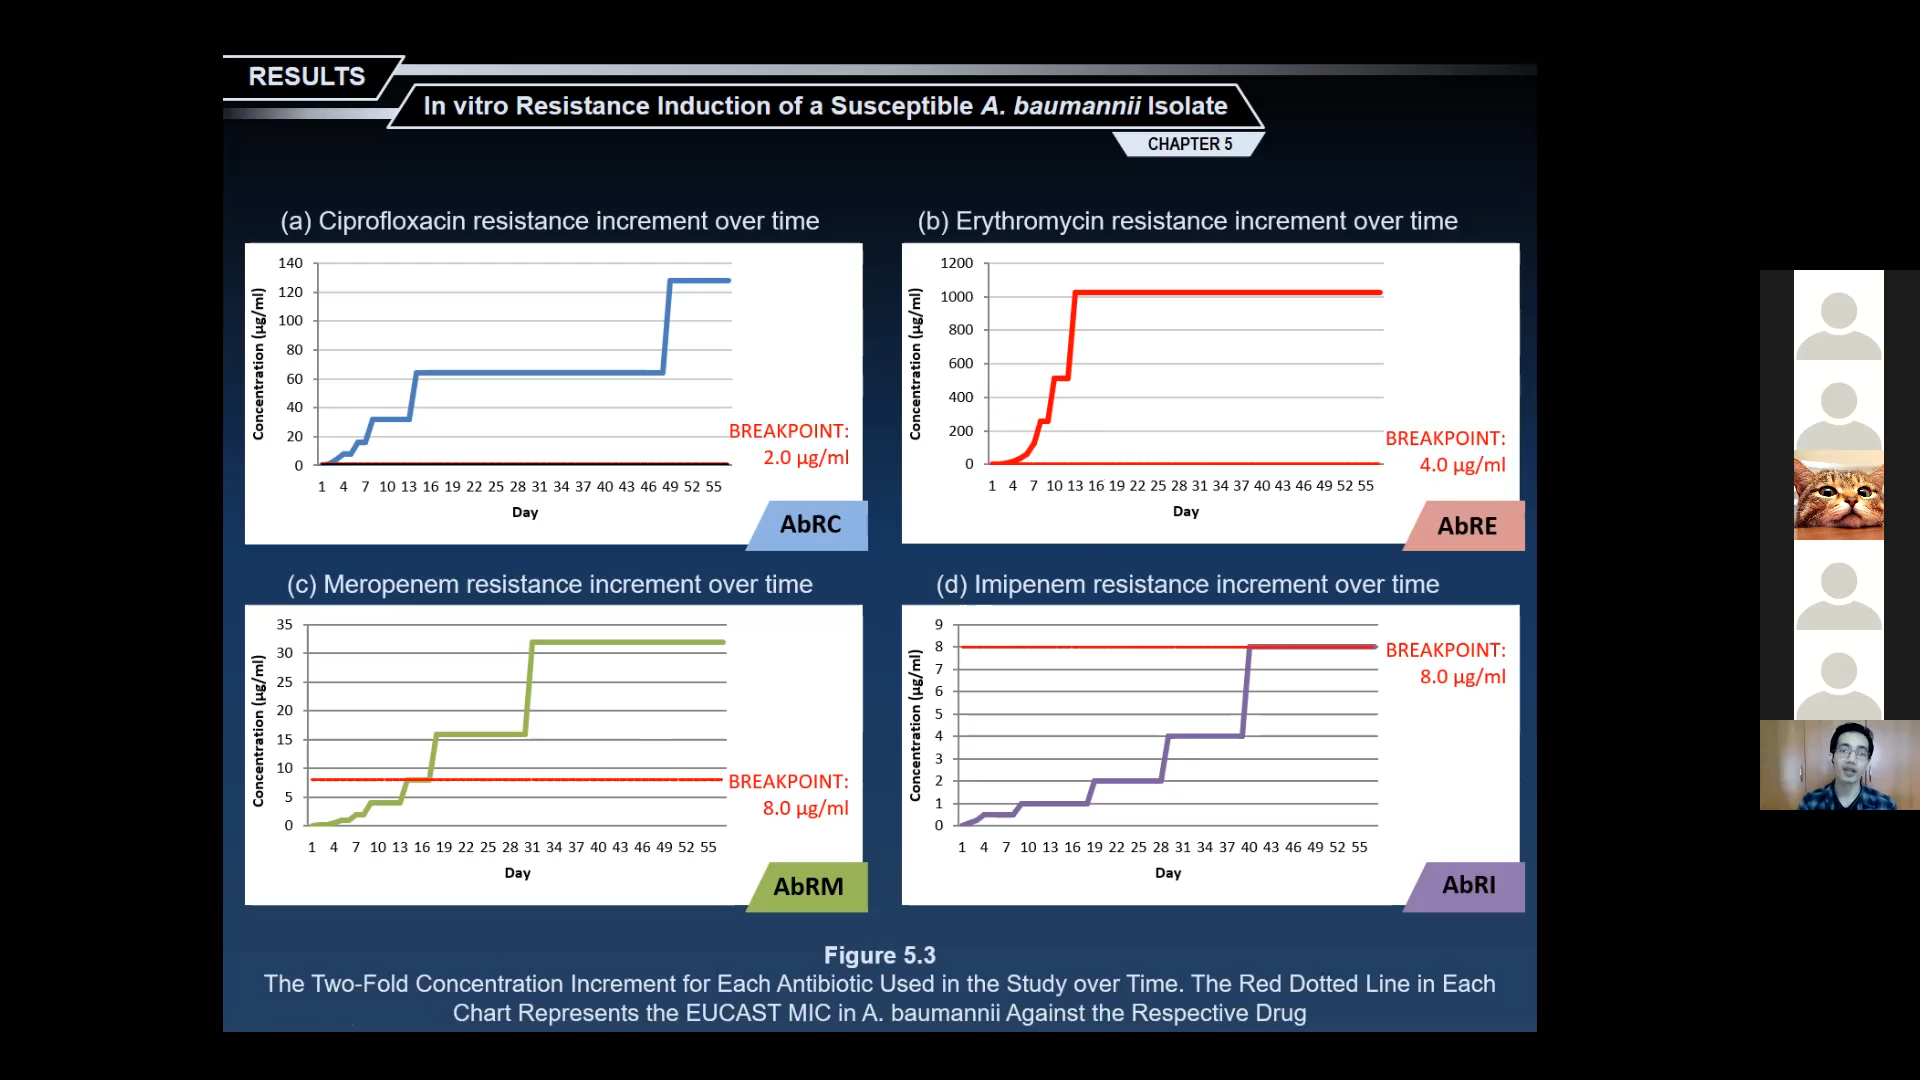 RESULTS
In vitro Resistance Induction of a Susceptible A. baumannii Isolate
CHAPTER 5
(a) Ciprofloxacin resistance increment over time
140
120
100
80
60
40
20
0
Concentration (µg/ml)
1 4 7 10 13 16 19 22 25 28 31 34 37 40 43 46 49 52 55
Day
BREAKPOINT:
2.0 µg/ml
AbRC
(b) Erythromycin resistance increment over time
1200
1000
800
600
400
200
0
Concentration (µg/ml)
1 4 7 10 13 16 19 22 25 28 31 34 37 40 43 46 49 52 55
Day
BREAKPOINT:
4.0 µg/ml
AbRE
(c) Meropenem resistance increment over time
35
30
25
20
15
10
5
0
Concentration (µg/ml)
1 4 7 10 13 16 19 22 25 28 31 34 37 40 43 46 49 52 55
Day
BREAKPOINT:
8.0 µg/ml
AbRM
(d) Imipenem resistance increment over time
9
8
7
6
5
4
3
2
1
0
Concentration (µg/ml)
1 4 7 10 13 16 19 22 25 28 31 34 37 40 43 46 49 52 55
Day
BREAKPOINT:
8.0 µg/ml
AbRI
Figure 5.3
The Two-Fold Concentration Increment for Each Antibiotic Used in the Study over Time. The Red Dotted Line in Each
Chart Represents the EUCAST MIC in A. baumannii Against the Respective Drug